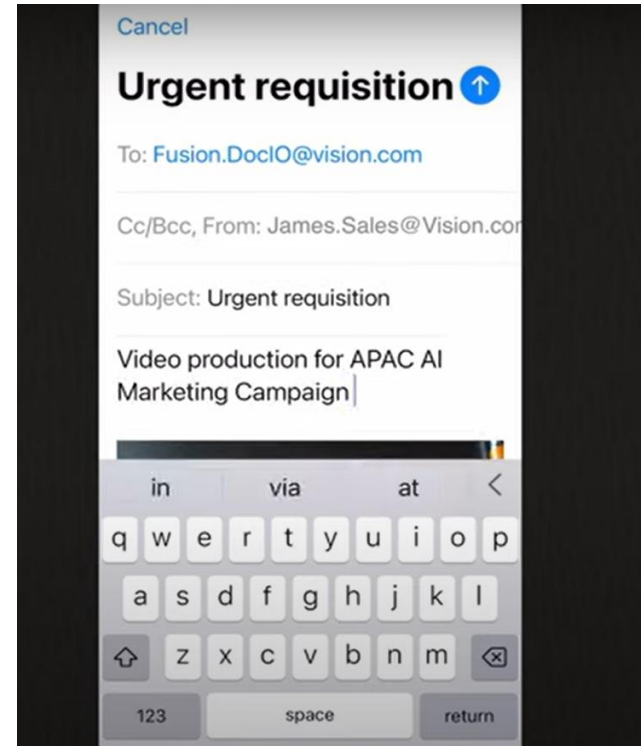 Cancel
Urgent requisition
To: Fusion.DocIO@vision.com
Cc/Bcc, From: James.Sales@Vision.com
Subject: Urgent requisition
Video production for APAC AI
Marketing Campaign
in via at
q w e r t y u i o p
a s d f g h j k l
z x c v b n m
123 space return